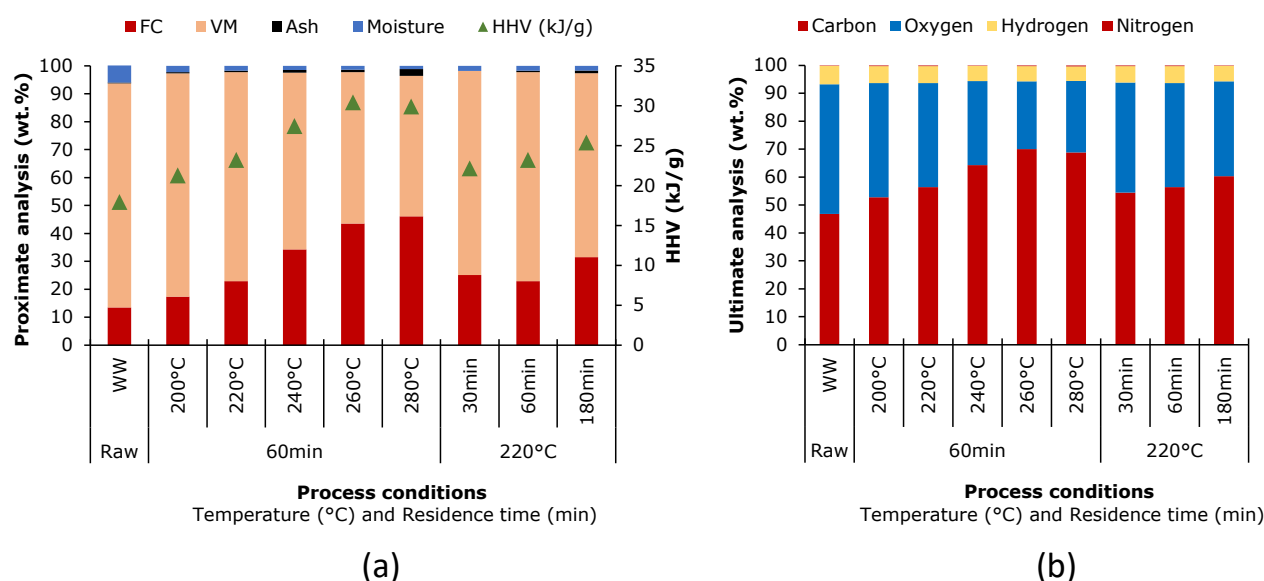 FC VM Ash Moisture HHV (kJ/g)
Proximate analysis (wt.%)
100
90
80
70
60
50
40
30
20
10
0
35
30
25
20
15
10
5
0
HHV (kJ/g)
WW 200°C 220°C 240°C 260°C 280°C 30min 60min 180min
Raw 60min 220°C
Process conditions
Temperature (°C) and Residence time (min)
(a)
Carbon Oxygen Hydrogen Nitrogen
Ultimate analysis (wt.%)
100
90
80
70
60
50
40
30
20
10
0
WW 200°C 220°C 240°C 260°C 280°C 30min 60min 180min
Raw 60min 220°C
Process conditions
Temperature (°C) and Residence time (min)
(b)